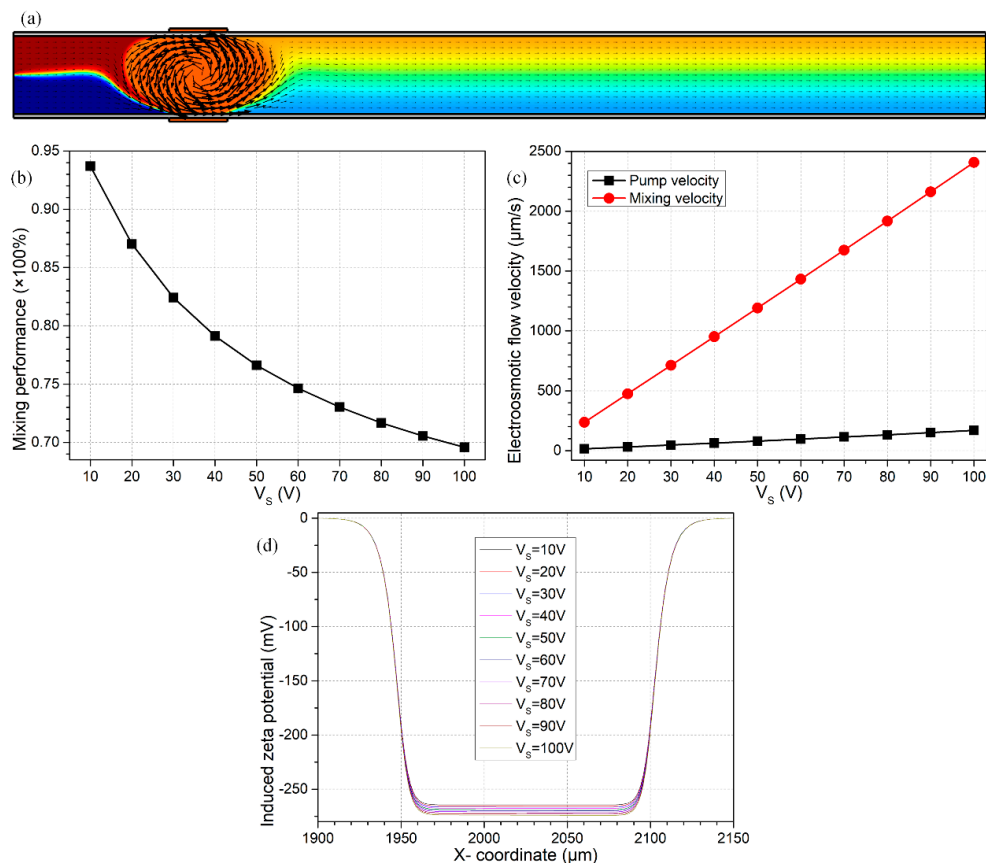 (a)
(b)
0.95
0.90
0.85
0.80
0.75
0.70
Mixing performance (×100%)
10 20 30 40 50 60 70 80 90 100
V_S (V)
(c)
2500
2000
1500
1000
500
0
Electroosmotic flow velocity (μm/s)
Pump velocity
Mixing velocity
10 20 30 40 50 60 70 80 90 100
V_S (V)
(d)
0
-50
-100
-150
-200
-250
Induced zeta potential (mV)
V_S=10V
V_S=20V
V_S=30V
V_S=40V
V_S=50V
V_S=60V
V_S=70V
V_S=80V
V_S=90V
V_S=100V
1900 1950 2000 2050 2100 2150
X- coordinate (μm)